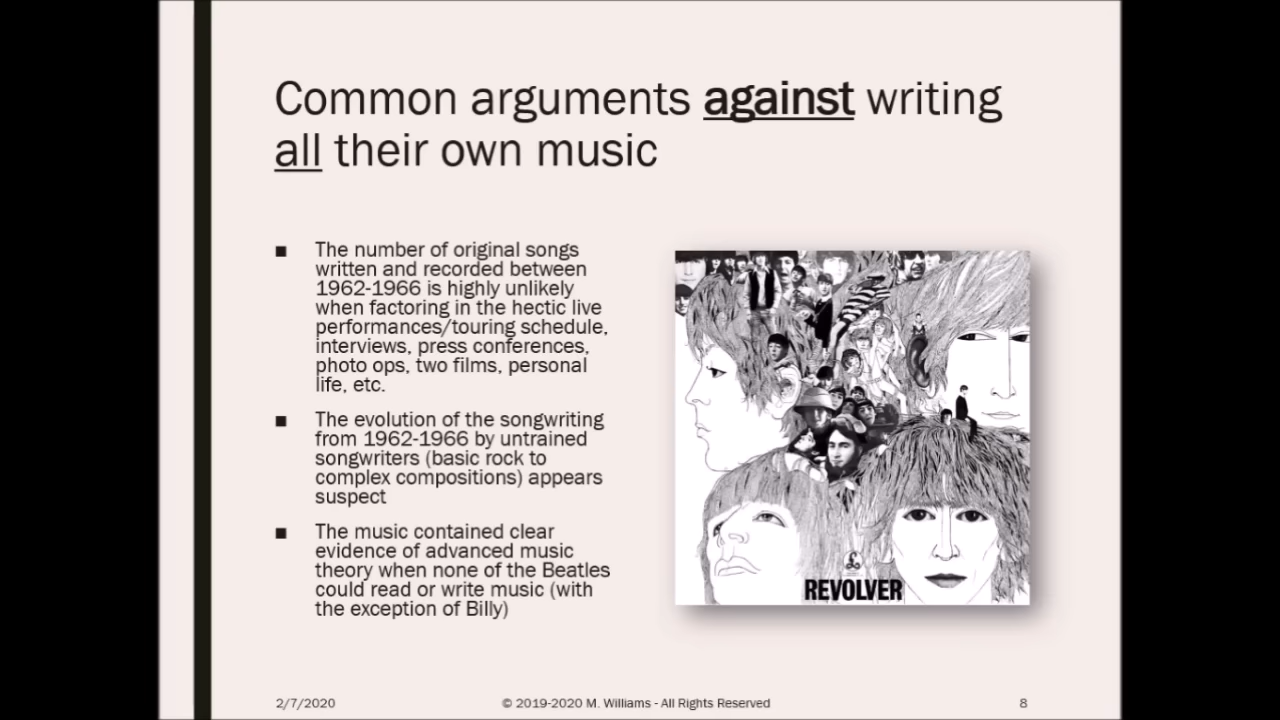 Common arguments against writing
all their own music
■ The number of original songs
written and recorded between
1962-1966 is highly unlikely
when factoring in the hectic live
performances/touring schedule,
interviews, press conferences,
photo ops, two films, personal
life, etc.
■ The evolution of the songwriting
from 1962-1966 by untrained
songwriters (basic rock to
complex compositions) appears
suspect
■ The music contained clear
evidence of advanced music
theory when none of the Beatles
could read or write music (with
the exception of Billy)
REVOLVER
2/7/2020
© 2019-2020 M. Williams - All Rights Reserved
8